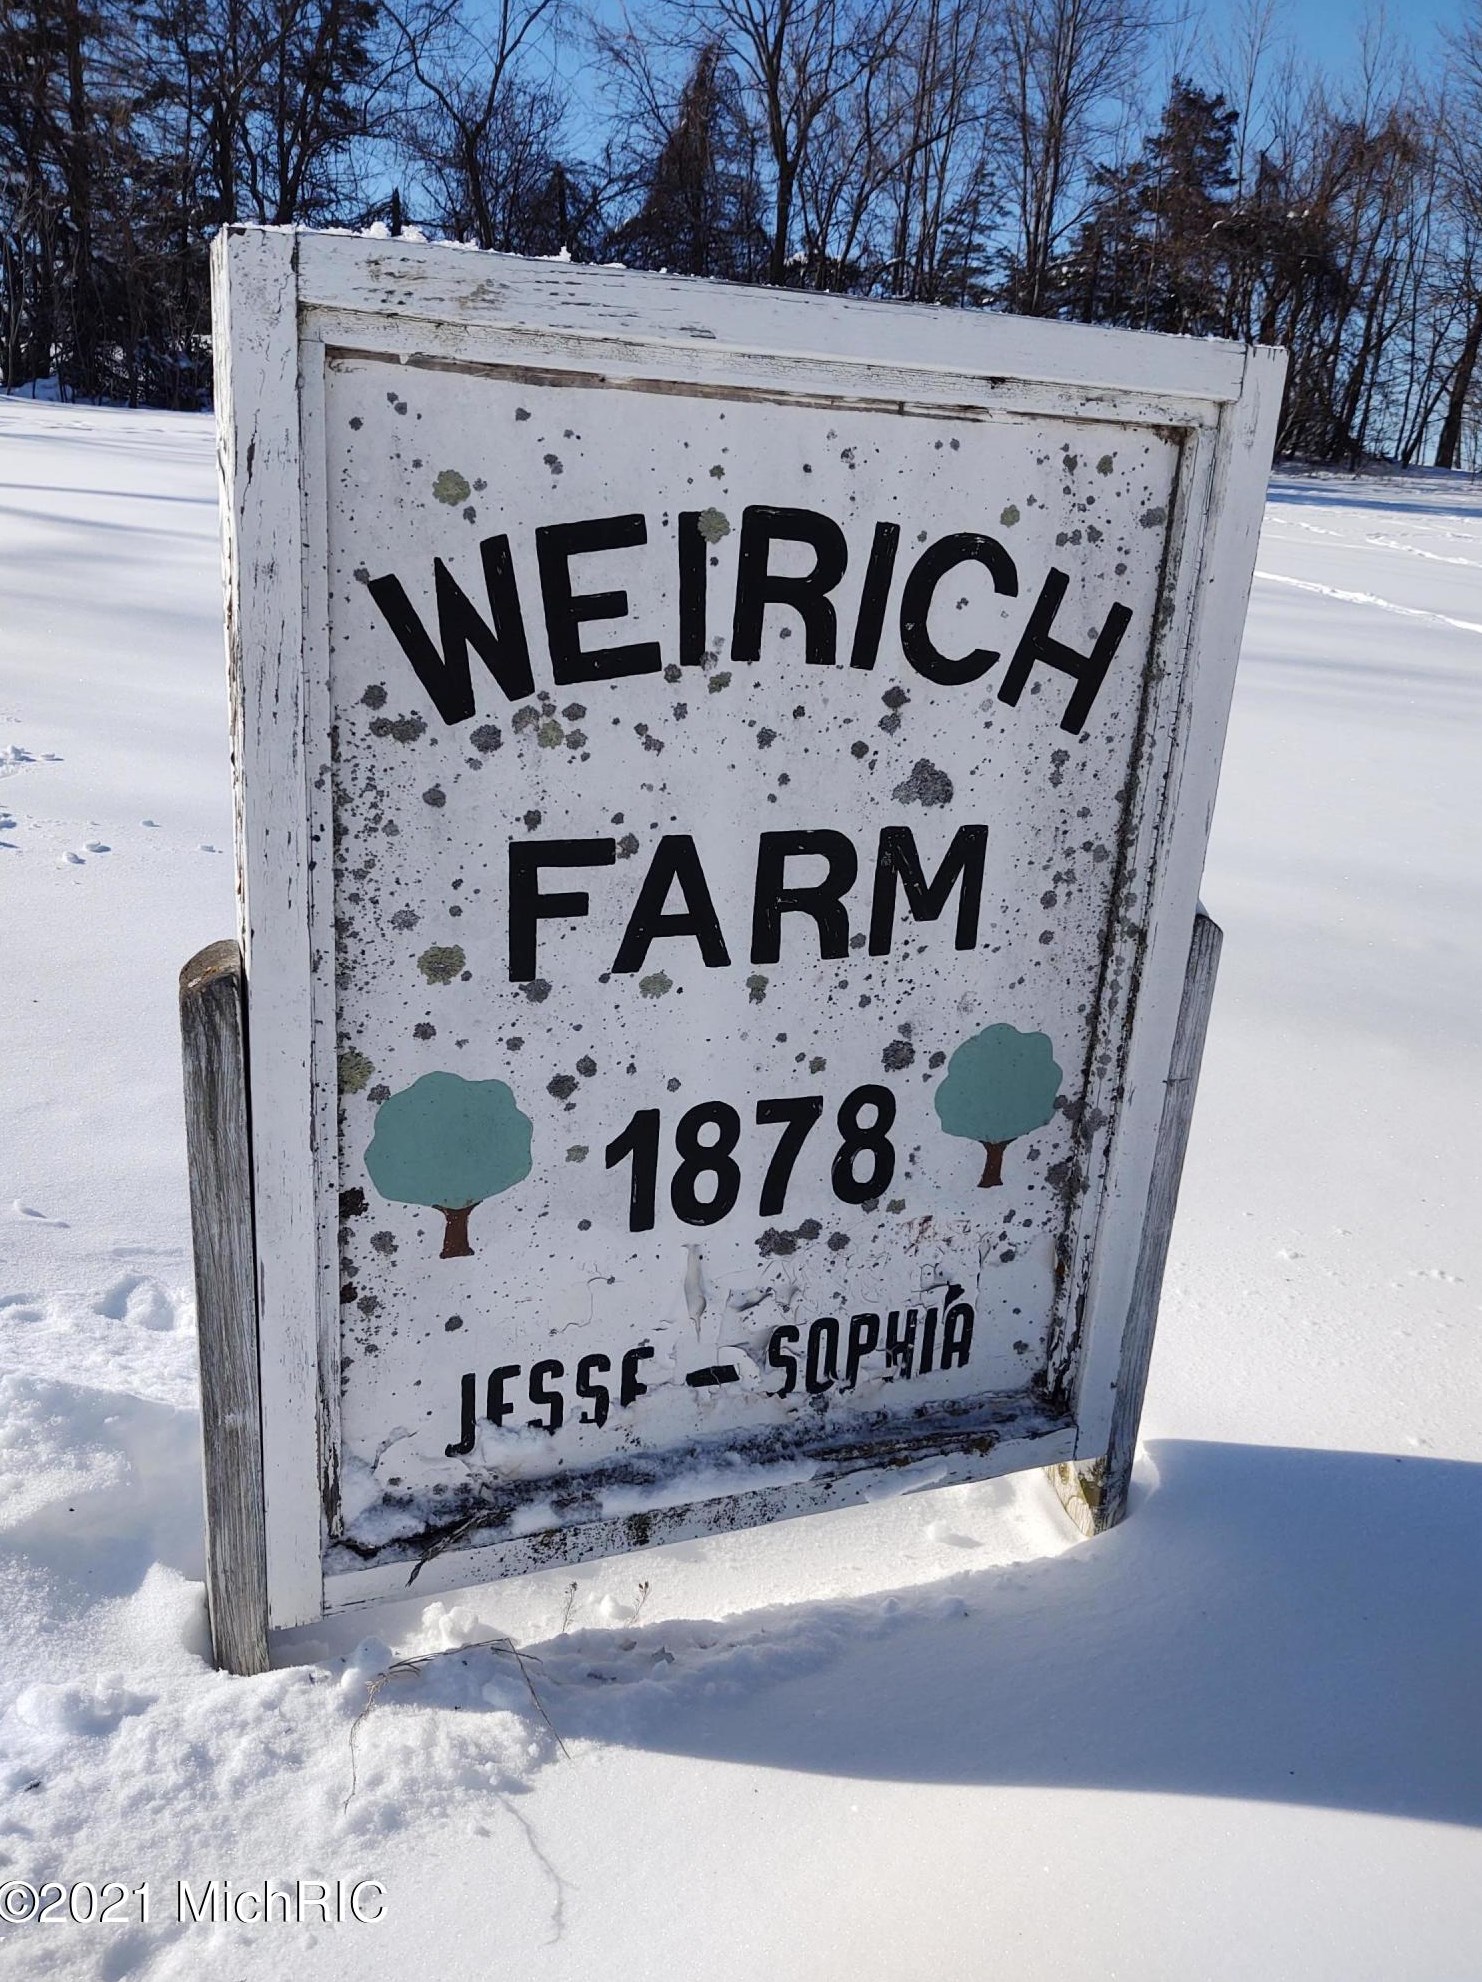 WEIRICH
FARM
1878
JESSE - SOPHIA
©2021 MichRIC